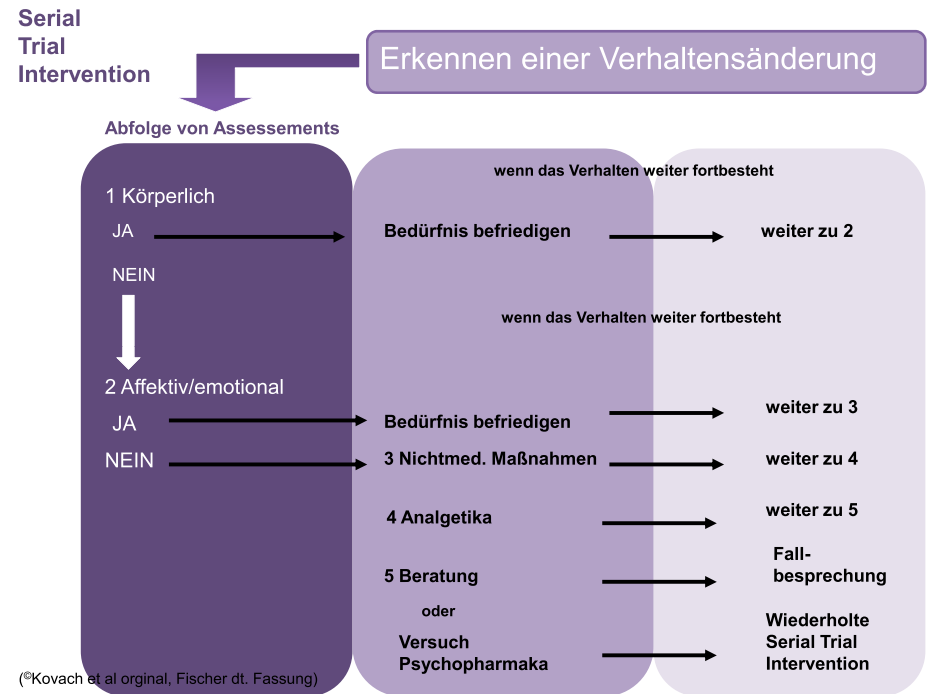 Serial
Trial
Intervention
Erkennen einer Verhaltensänderung
Abfolge von Assessements
wenn das Verhalten weiter fortbesteht
1 Körperlich
JA
Bedürfnis befriedigen
weiter zu 2
NEIN
wenn das Verhalten weiter fortbesteht
2 Affektiv/emotional
JA
Bedürfnis befriedigen
weiter zu 3
NEIN
3 Nichtmed. Maßnahmen
weiter zu 4
4 Analgetika
weiter zu 5
5 Beratung
Fall-
besprechung
oder
Versuch
Psychopharmaka
Wiederholte
Serial Trial
Intervention
(©Kovach et al orginal, Fischer dt. Fassung)